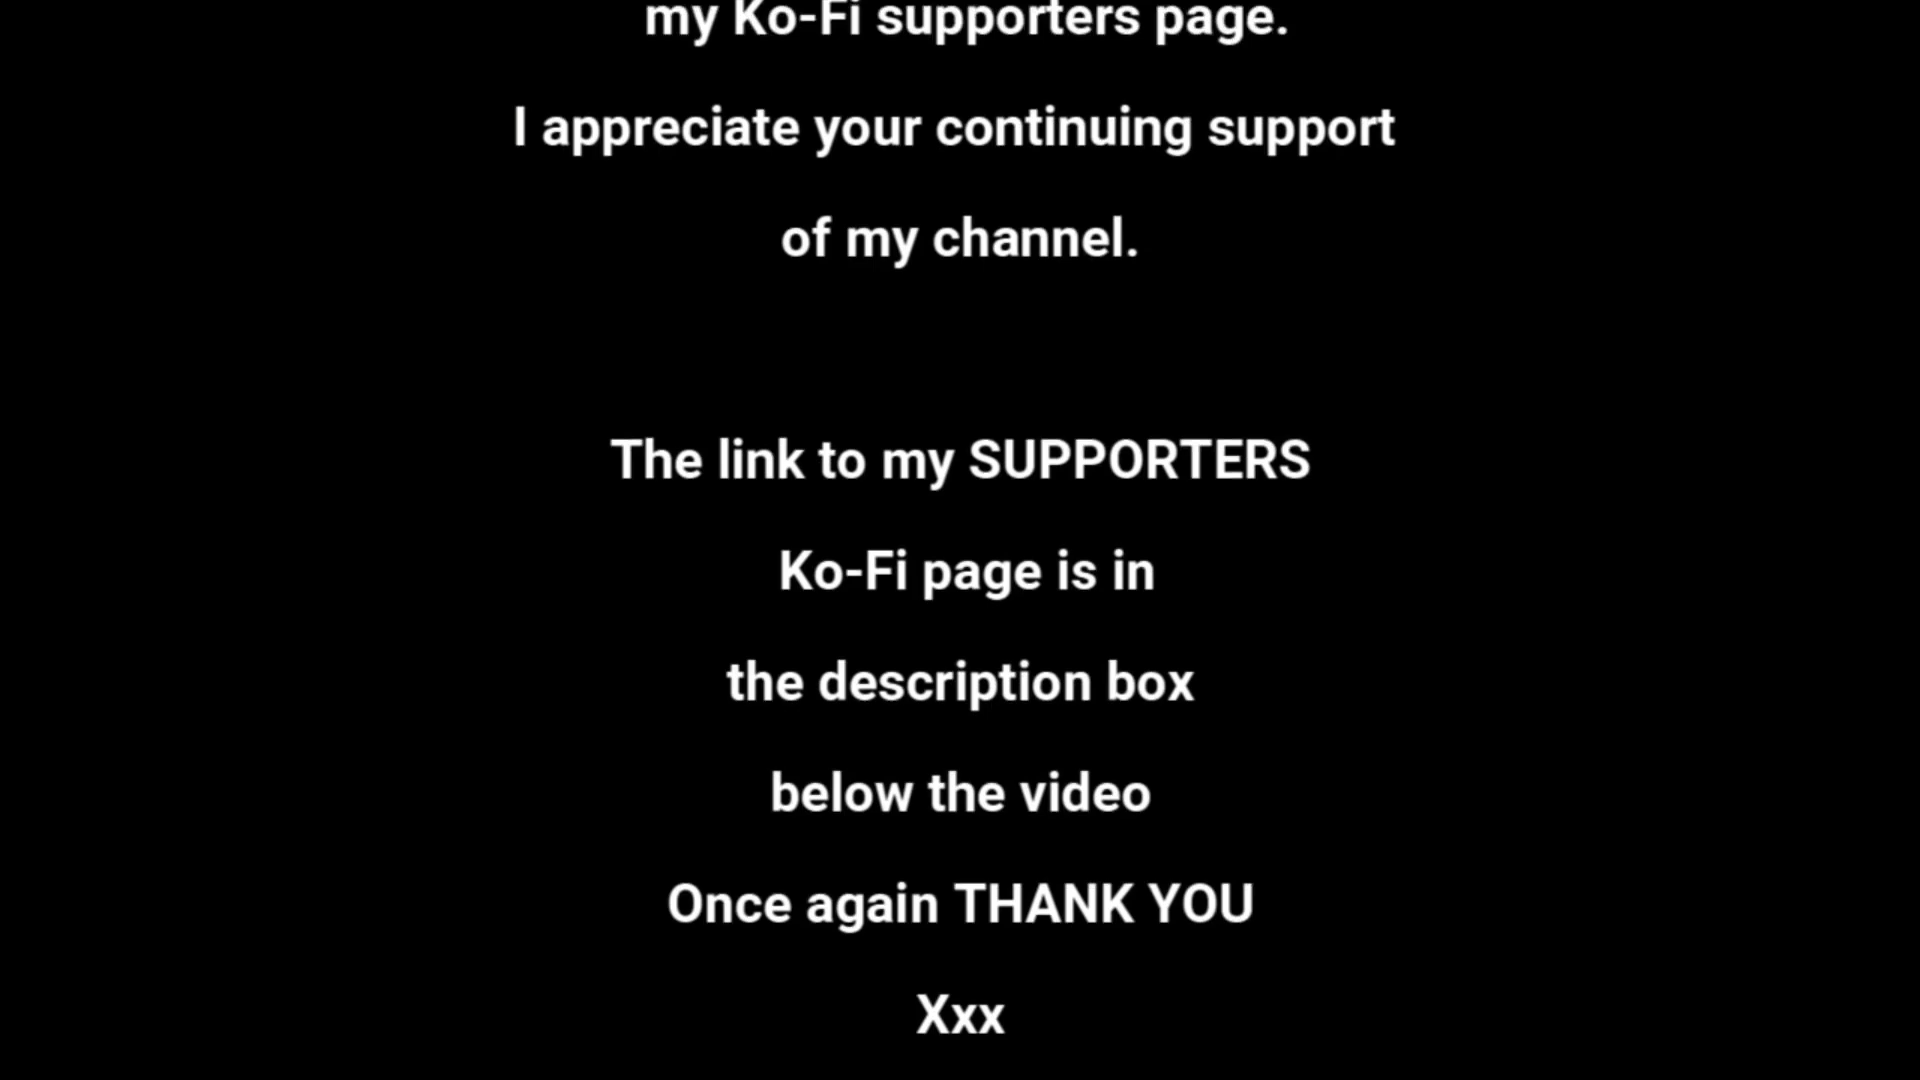 my Ko-Fi supporters page.
I appreciate your continuing support
of my channel.
The link to my SUPPORTERS
Ko-Fi page is in
the description box
below the video
Once again THANK YOU
Xxx